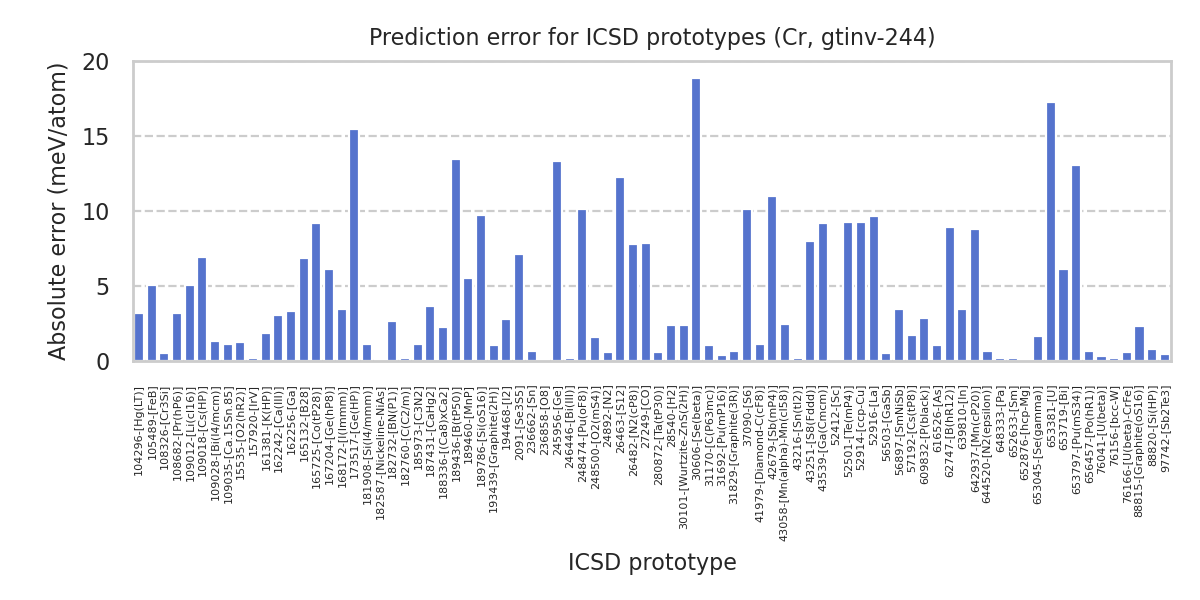 Prediction error for ICSD prototypes (Cr, gtinv-244)
Absolute error (meV/atom)
20
15
10
5
0
104296-[Hg(LT)]
105489-[FeB]
108326-[Cr3Si]
108682-[Pr(hP6)]
109012-[Li(cI16)]
109018-[Cs(HP)]
109028-[Bi(I4/mcm)]
109035-[Ca.15Sn.85]
15535-[O2(hR2)]
157920-[IrV]
161381-[K(HP)]
162242-[Ca(III)]
162256-[Ga]
165132-[B28]
165725-[Co(tP28)]
167204-[Ge(hP8)]
168172-[I(Immm)]
173517-[Ge(HP)]
181908-[Si(I4/mmm)]
182587-[Nickeline-NiAs]
182732-[BN(P1)]
182760-[C(C2/m)]
185973-[C3N2]
187431-[CaHg2]
188336-[(Ca8)xCa2]
189436-[B(tP50)]
189460-[MnP]
189786-[Si(oS16)]
193439-[Graphite(2H)]
194468-[I2]
2091-[Se3S5]
236662-[Sn]
236858-[O8]
245956-[Ge]
246446-[Bi(III)]
248474-[Pu(oF8)]
248500-[O2(mS4)]
24892-[N2]
26463-[S12]
26482-[N2(cP8)]
27249-[CO]
280872-[Ta(tP30)]
28540-[H2]
30101-[Wurtzite-ZnS(2H)]
30606-[Se(beta)]
31170-[C(P63mc)]
31692-[Pu(mP16)]
31829-[Graphite(3R)]
37090-[S6]
41979-[Diamond-C(cF8)]
42679-[Sb(mP4)]
43058-[Mn(alpha)-Mn(cI58)]
43216-[Sn(tI2)]
43251-[S8(Fddd)]
43539-[Ga(Cmcm)]
52412-[Sc]
52501-[Te(mP4)]
52914-[ccp-Cu]
52916-[La]
56503-[GaSb]
56897-[SmNiSb]
57192-[Cs(tP8)]
609832-[P(black)]
616526-[As]
62747-[B(hR12)]
639810-[In]
642937-[Mn(cP20)]
644520-[N2(epsilon)]
648333-[Pa]
652633-[Sm]
652876-[hcp-Mg]
653045-[Se(gamma)]
653381-[U]
653719-[Bi]
653797-[Pu(mS34)]
655457-[Po(hR1)]
76041-[U(beta)]
76156-[bcc-W]
76166-[U(beta)-CrFe]
88815-[Graphite(oS16)]
88820-[Si(HP)]
97742-[Sb2Te3]
ICSD prototype